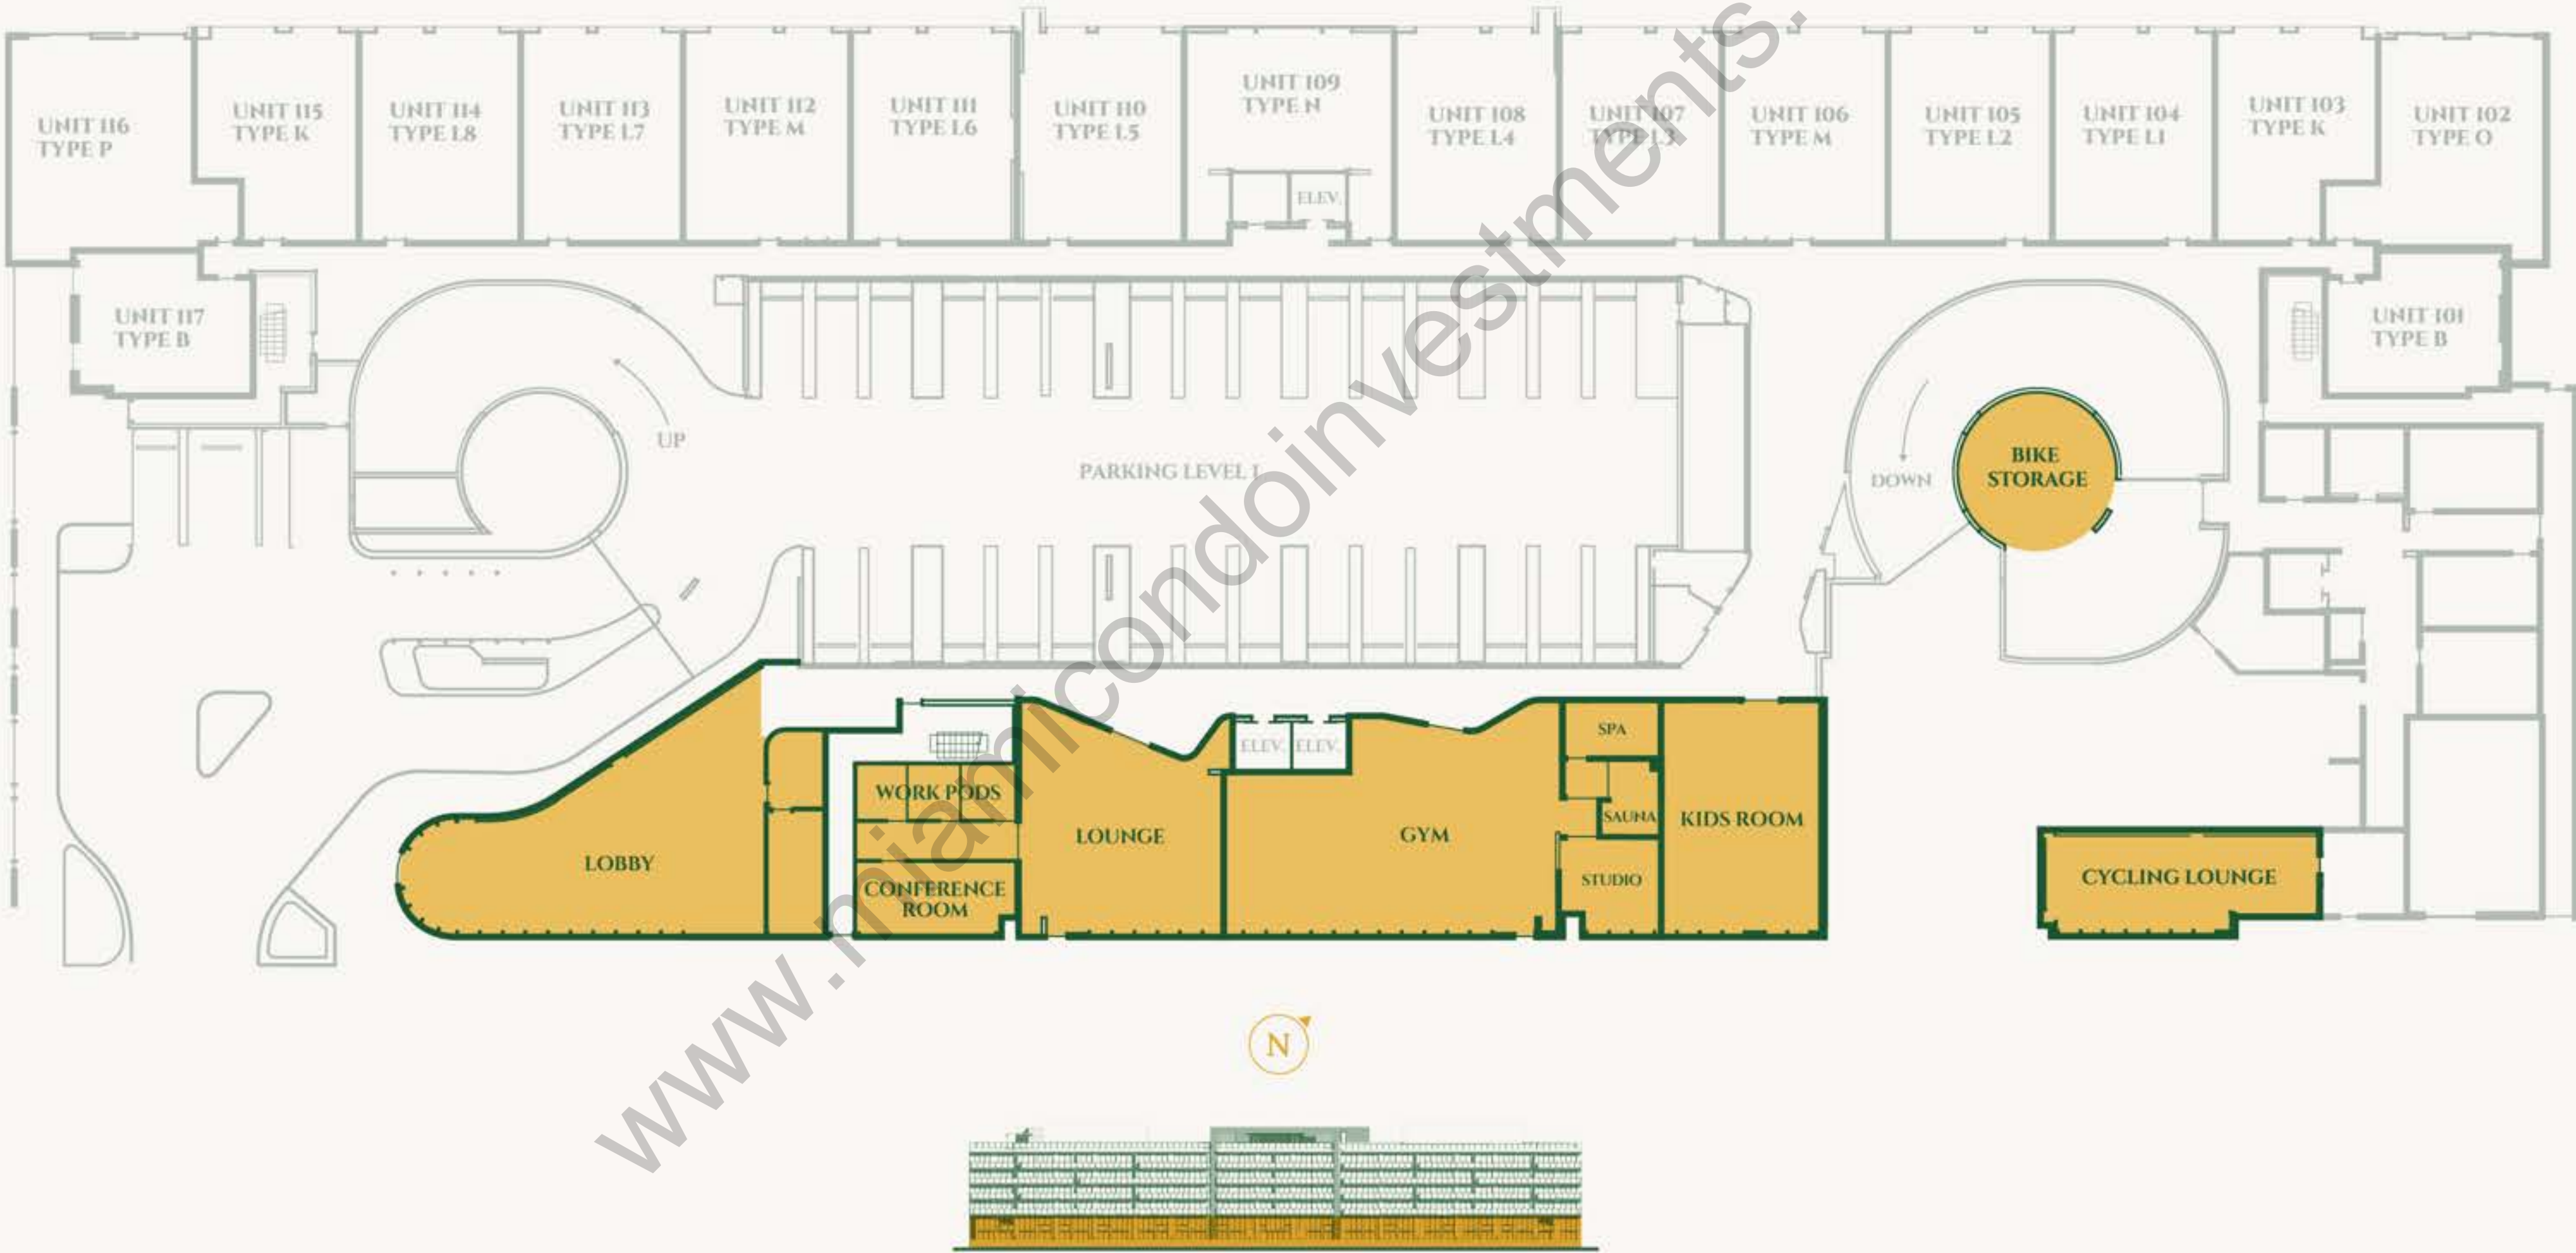 UNIT 116
TYPE P
UNIT 115
TYPE K
UNIT 114
TYPE L8
UNIT 113
TYPE L7
UNIT 112
TYPE M
UNIT 111
TYPE L6
UNIT 110
TYPE L5
UNIT 109
TYPE N
ELEV.
UNIT 108
TYPE L4
UNIT 107
TYPE L3
UNIT 106
TYPE M
UNIT 105
TYPE L2
UNIT 104
TYPE L1
UNIT 103
TYPE K
UNIT 102
TYPE O
UNIT 117
TYPE B
UNIT 101
TYPE B
UP
PARKING LEVEL 1
DOWN
BIKE
STORAGE
LOBBY
WORK PODS
CONFERENCE
ROOM
LOUNGE
ELEV.
ELEV.
GYM
SPA
SAUNA
STUDIO
KIDS ROOM
CYCLING LOUNGE
N
www.miamicondoinvestments.